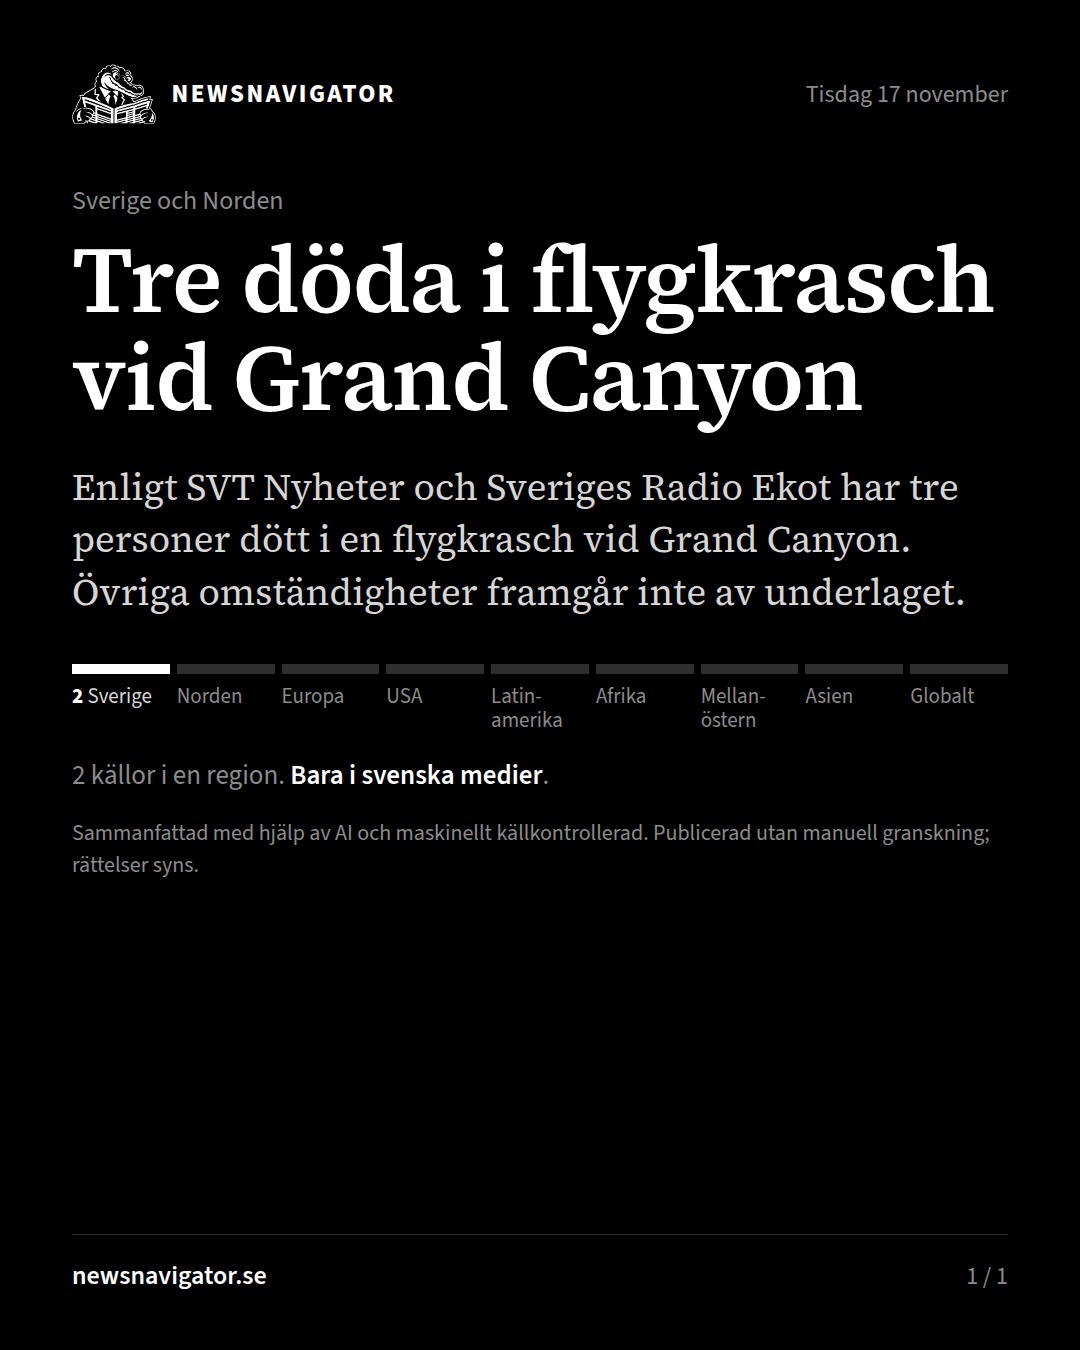 NEWSNAVIGATOR
Tisdag 17 november
Sverige och Norden
Tre döda i flygkrasch
vid Grand Canyon
Enligt SVT Nyheter och Sveriges Radio Ekot har tre
personer dött i en flygkrasch vid Grand Canyon.
Övriga omständigheter framgår inte av underlaget.
2 Sverige
Norden
Europa
USA
Latin-
amerika
Afrika
Mellan-
östern
Asien
Globalt
2 källor i en region. Bara i svenska medier.
Sammanfattad med hjälp av AI och maskinellt källkontrollerad. Publicerad utan manuell granskning;
rättelser syns.
newsnavigator.se
1 / 1